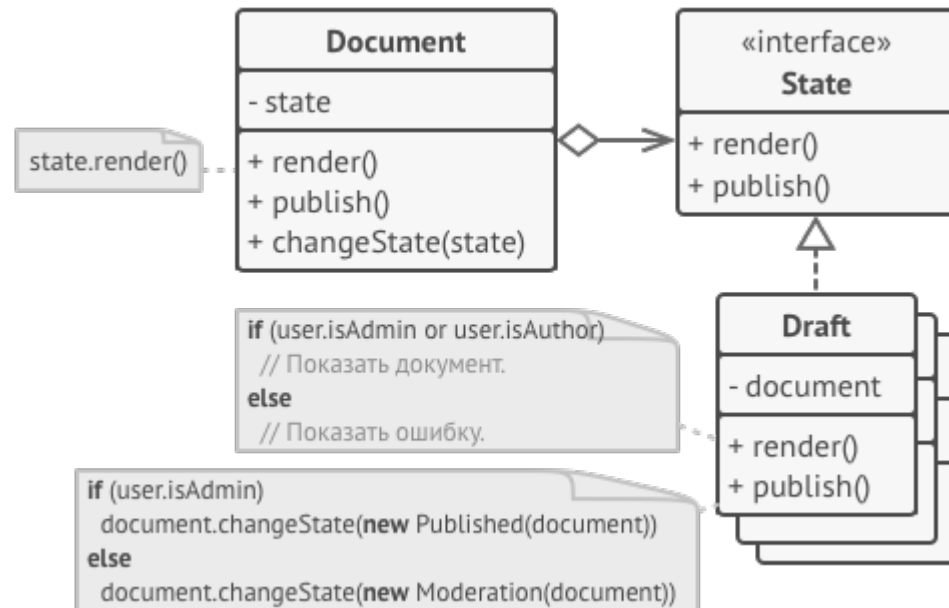 Document
- state
+ render()
+ publish()
+ changeState(state)
«interface»
State
+ render()
+ publish()
state.render()
Draft
- document
+ render()
+ publish()
if (user.isAdmin or user.isAuthor)
// Показать документ.
else
// Показать ошибку.
if (user.isAdmin)
document.changeState(new Published(document))
else
document.changeState(new Moderation(document))